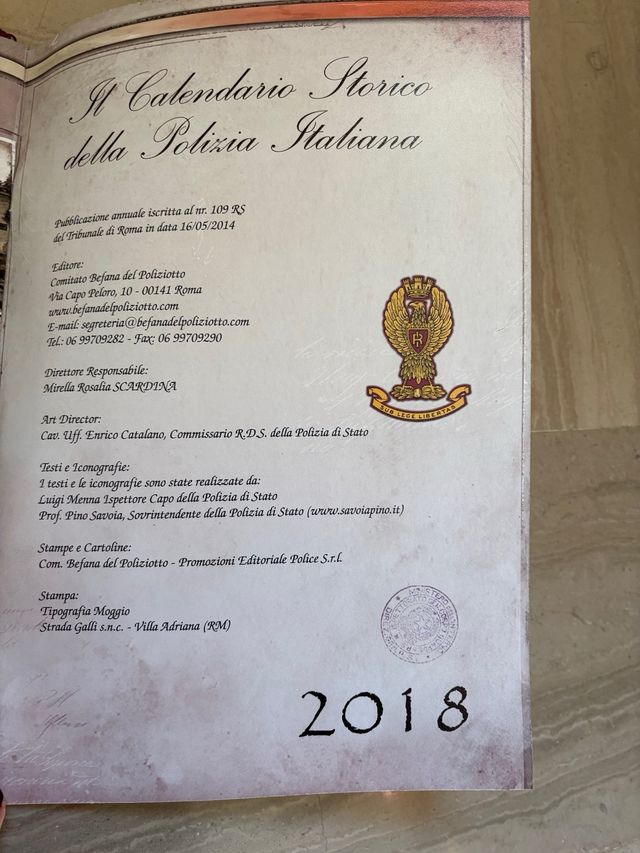 Il Calendario Storico
della Polizia Italiana
Pubblicazione annuale iscritta al nr. 109 RS
del Tribunale di Roma in data 16/05/2014
Editore:
Comitato Befana del Poliziotto
Via Capo Peloro, 10 - 00141 Roma
www.befanadelpoliziotto.com
E-mail: segreteria@befanadelpoliziotto.com
Tel.: 06 99709282 - Fax: 06 99709290
Direttore Responsabile:
Mirella Rosalia SCARDINA
SUB LEGE LIBERTAS
Art Director:
Cav. Uff. Enrico Catalano, Commissario R.D.S. della Polizia di Stato
Testi e Iconografie:
I testi e le iconografie sono state realizzate da:
Luigi Menna Ispettore Capo della Polizia di Stato
Prof. Pino Savoia, Sovrintendente della Polizia di Stato (www.savoiapino.it)
Stampe e Cartoline:
Com. Befana del Poliziotto - Promozioni Editoriale Police S.r.l.
Stampa:
Tipografia Moggio
Strada Galli s.n.c. - Villa Adriana (RM)
2018